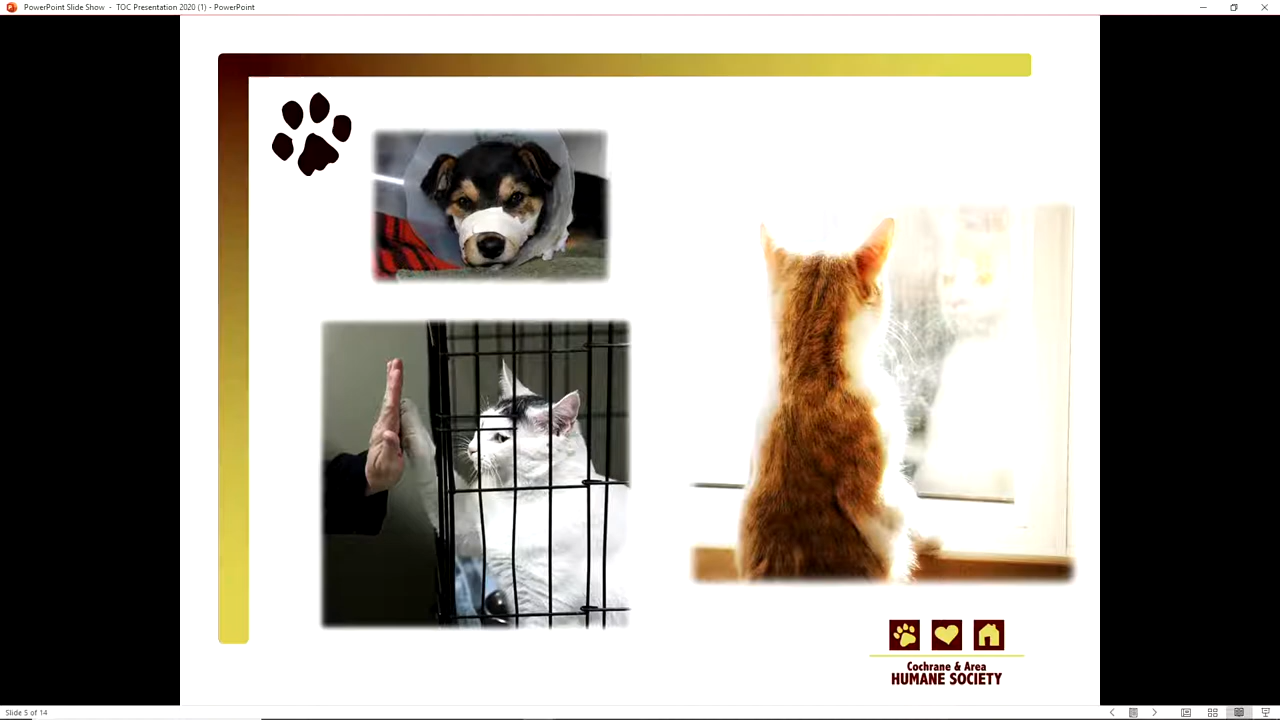 PowerPoint Slide Show - TOC Presentation 2020 (1) - PowerPoint
Cochrane & Area
HUMANE SOCIETY
Slide 5 of 14